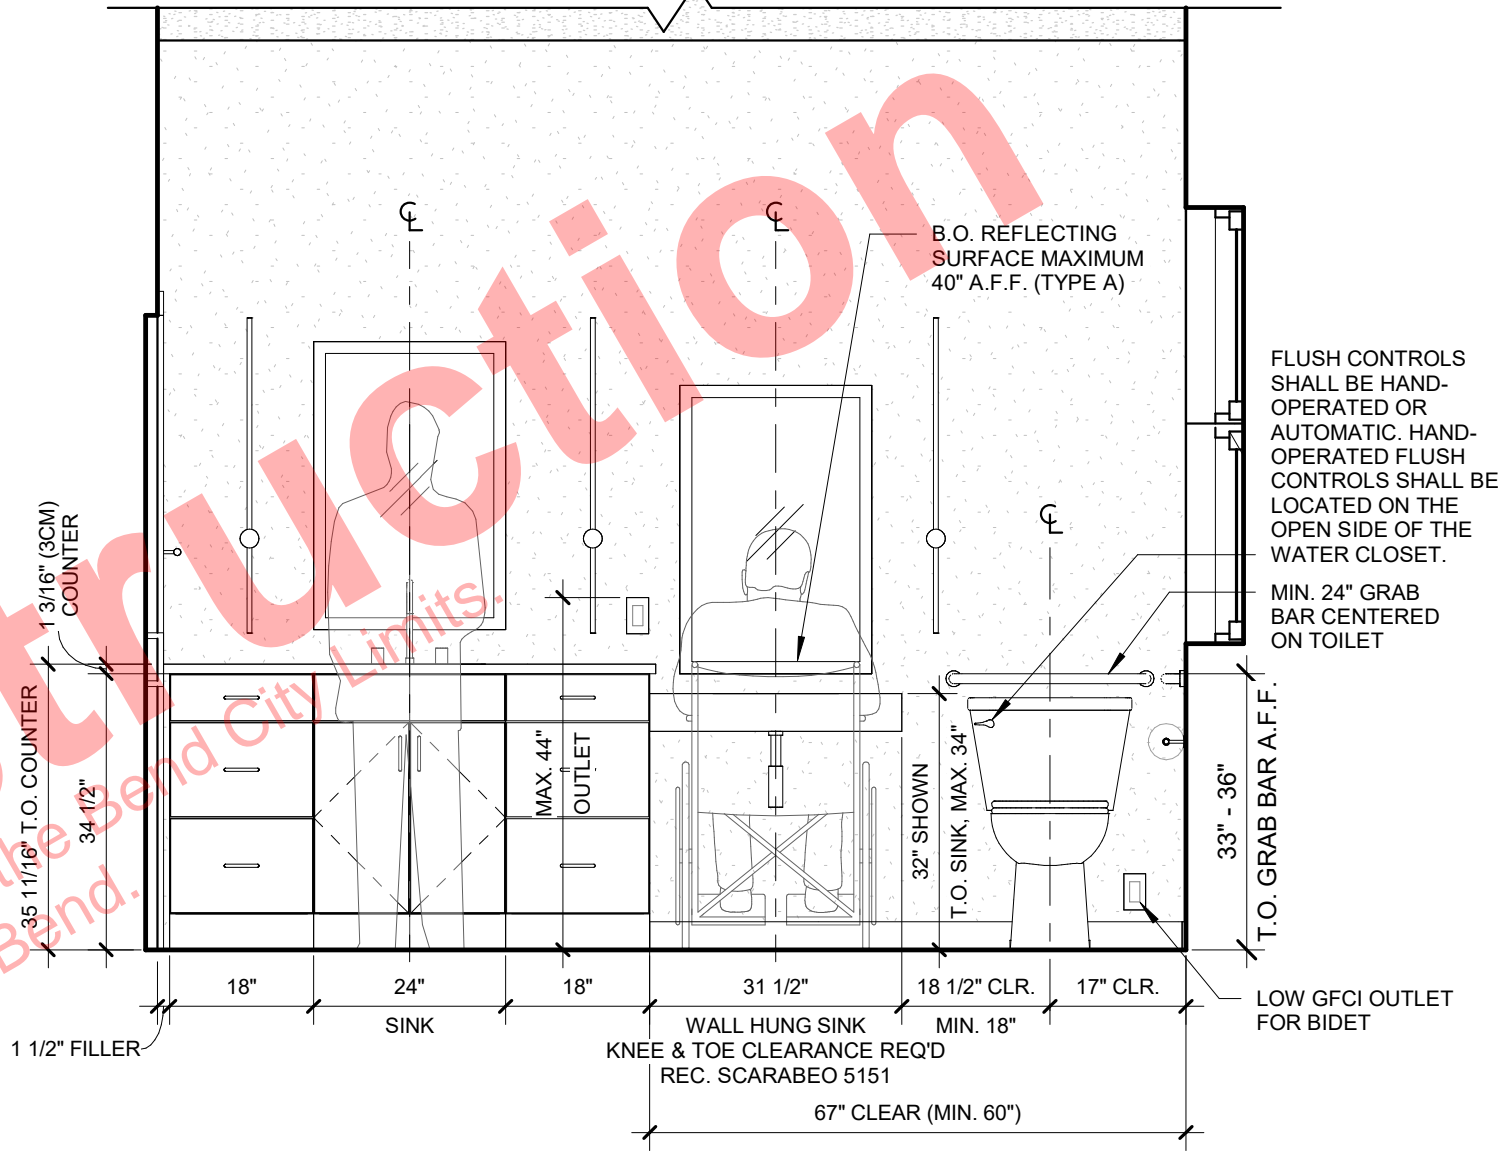 ℄
℄
B.O. REFLECTING
SURFACE MAXIMUM
40" A.F.F. (TYPE A)
FLUSH CONTROLS
SHALL BE HAND-
OPERATED OR
AUTOMATIC. HAND-
OPERATED FLUSH
CONTROLS SHALL BE
LOCATED ON THE
OPEN SIDE OF THE
WATER CLOSET.
℄
MIN. 24" GRAB
BAR CENTERED
ON TOILET
1 3/16" (3CM)
COUNTER
35 11/16" T.O. COUNTER
34 1/2"
MAX. 44"
OUTLET
32" SHOWN
T.O. SINK, MAX. 34"
33" - 36"
T.O. GRAB BAR A.F.F.
18"
24"
18"
31 1/2"
18 1/2" CLR.
17" CLR.
SINK
WALL HUNG SINK
MIN. 18"
KNEE & TOE CLEARANCE REQ'D
REC. SCARABEO 5151
1 1/2" FILLER
LOW GFCI OUTLET
FOR BIDET
67" CLEAR (MIN. 60")
truction
the Bend City Limits.
Bend.